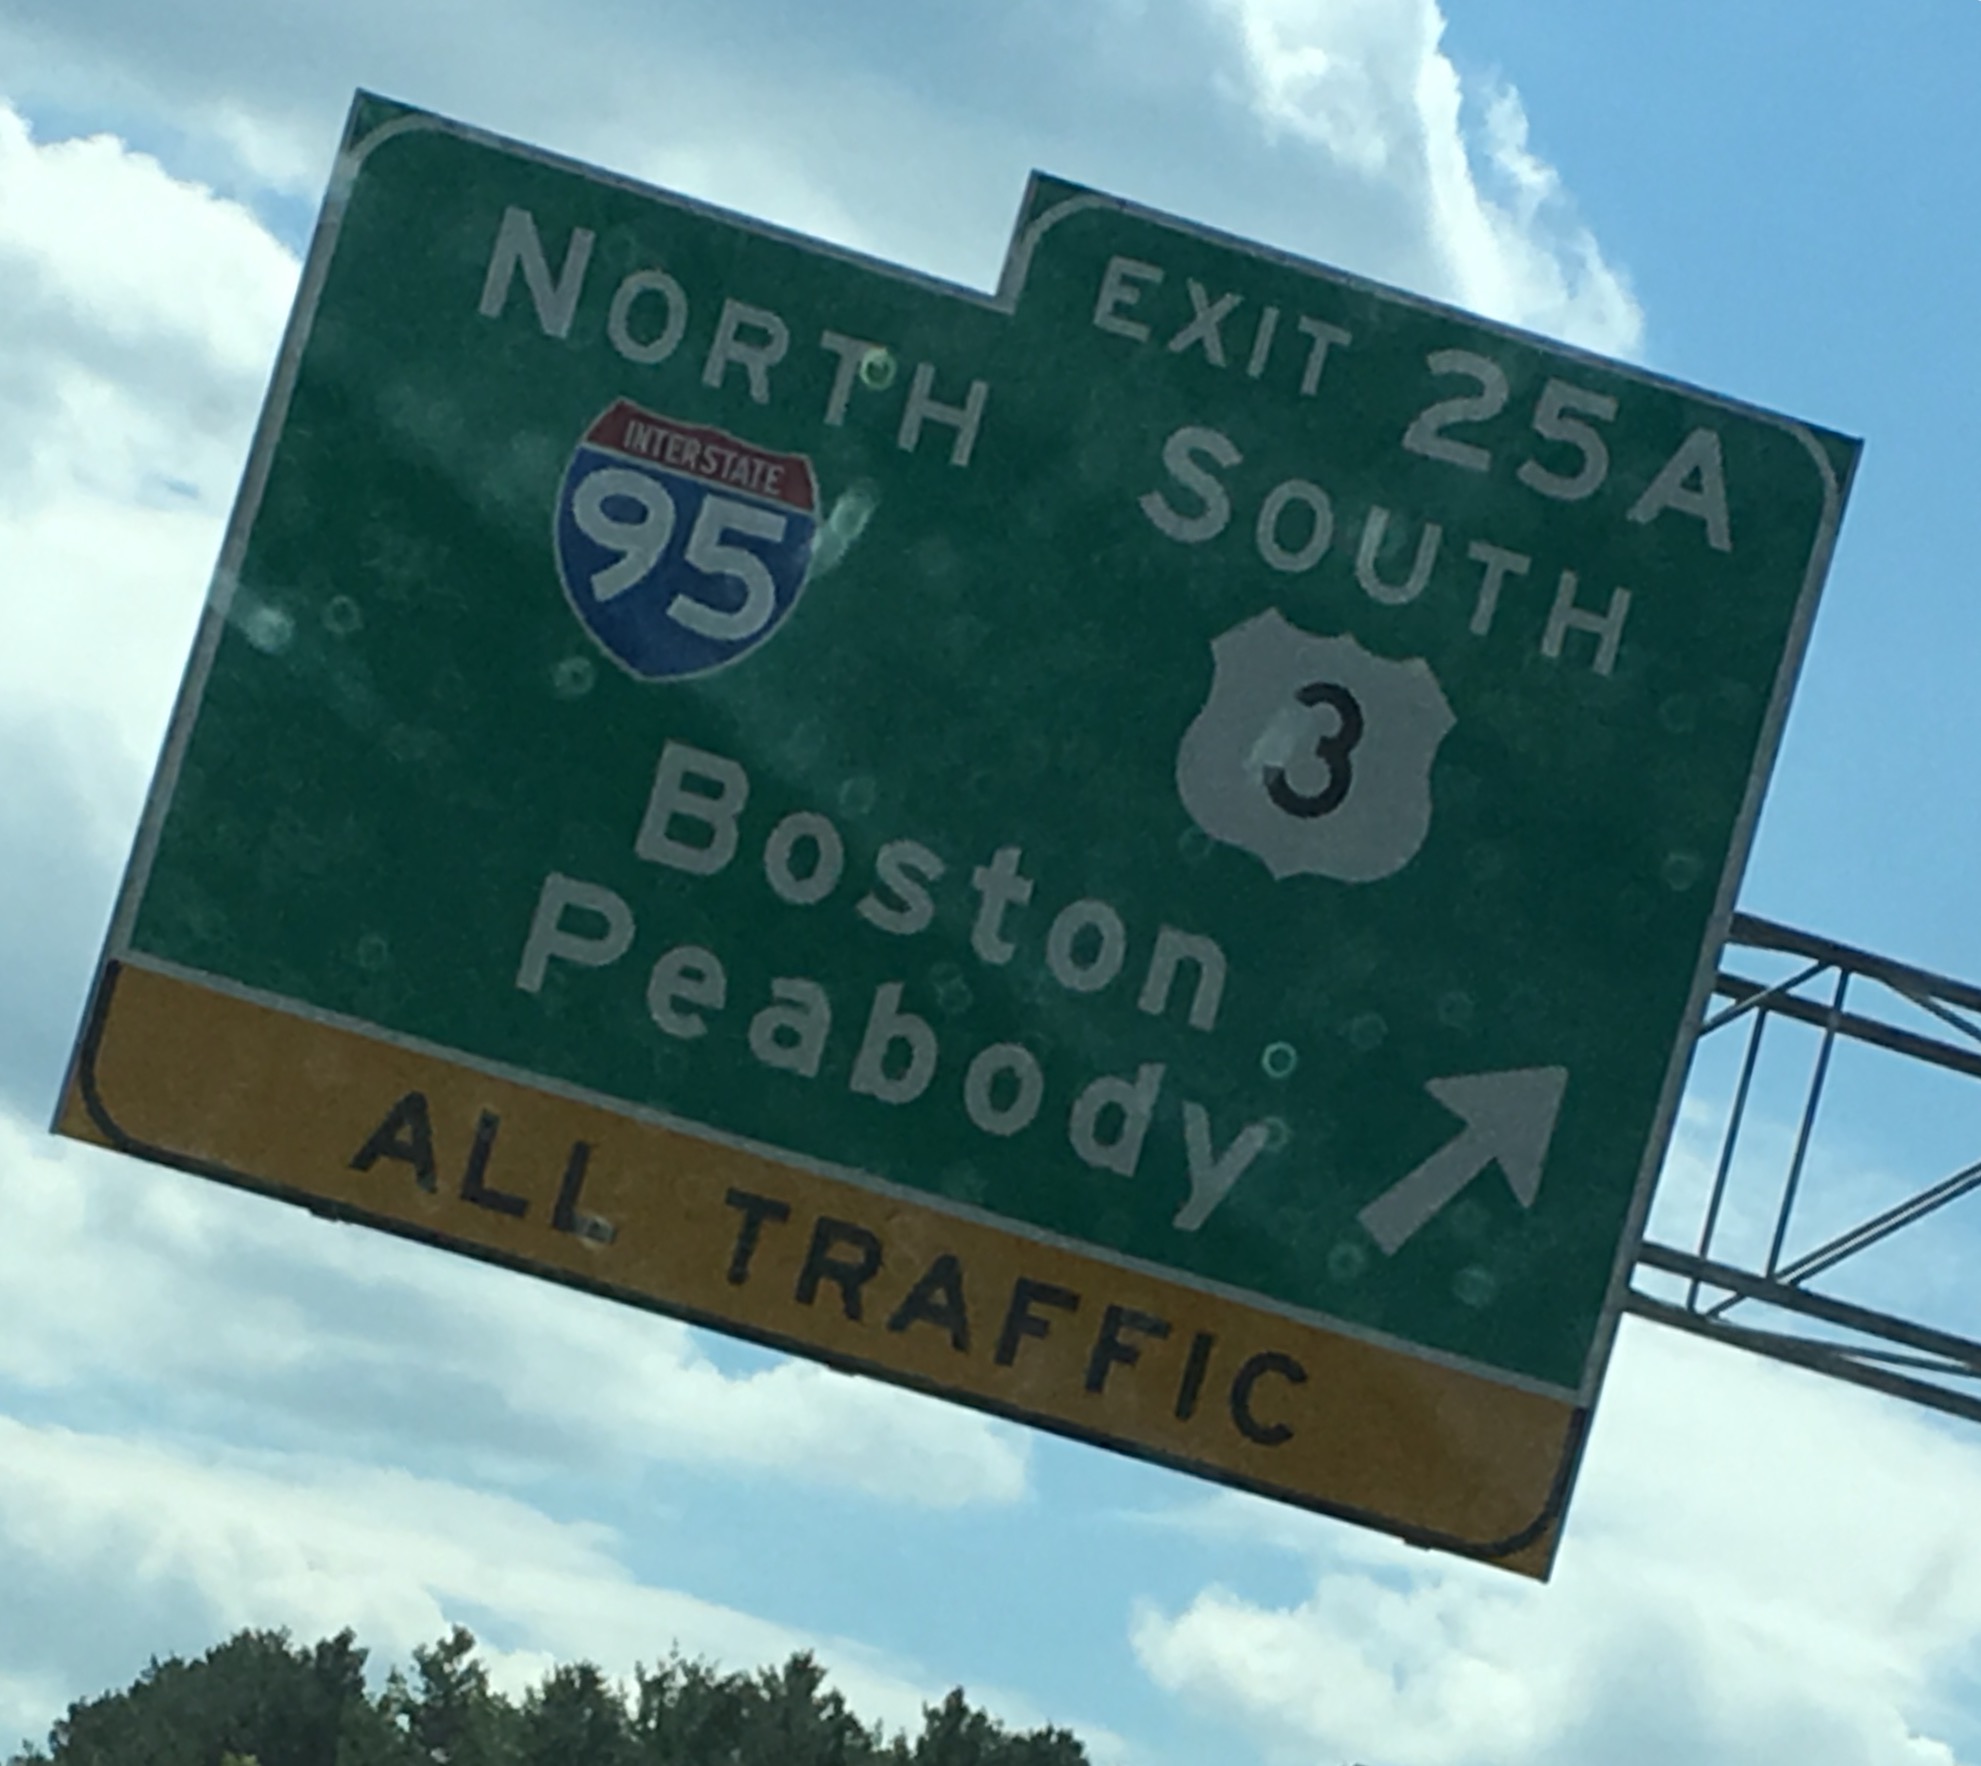 EXIT 25A
NORTH SOUTH
INTERSTATE
95 3
Boston
Peabody
ALL TRAFFIC